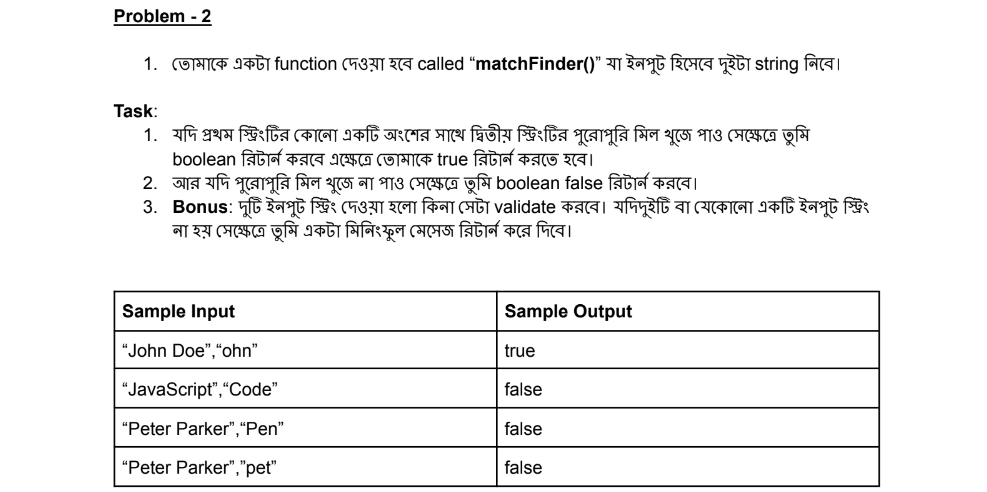 Problem - 2
1. তোমাকে একটা function দেওয়া হবে called “matchFinder()” যা ইনপুট হিসেবে দুইটা string নিবে।
Task:
1. যদি প্রথম স্ট্রিংটির কোনো একটি অংশের সাথে দ্বিতীয় স্ট্রিংটির পুরোপুরি মিল খুজে পাও সেক্ষেত্রে তুমি
boolean রিটার্ন করবে এক্ষেত্রে তোমাকে true রিটার্ন করতে হবে।
2. আর যদি পুরোপুরি মিল খুজে না পাও সেক্ষেত্রে তুমি boolean false রিটার্ন করবে।
3. Bonus: দুটি ইনপুট স্ট্রিং দেওয়া হলো কিনা সেটা validate করবে। যদিদুইটি বা যেকোনো একটি ইনপুট স্ট্রিং
না হয় সেক্ষেত্রে তুমি একটা মিনিংফুল মেসেজ রিটার্ন করে দিবে।
Sample Input Sample Output
“John Doe”,“ohn” true
“JavaScript”,“Code” false
“Peter Parker”,“Pen” false
“Peter Parker”,”pet” false